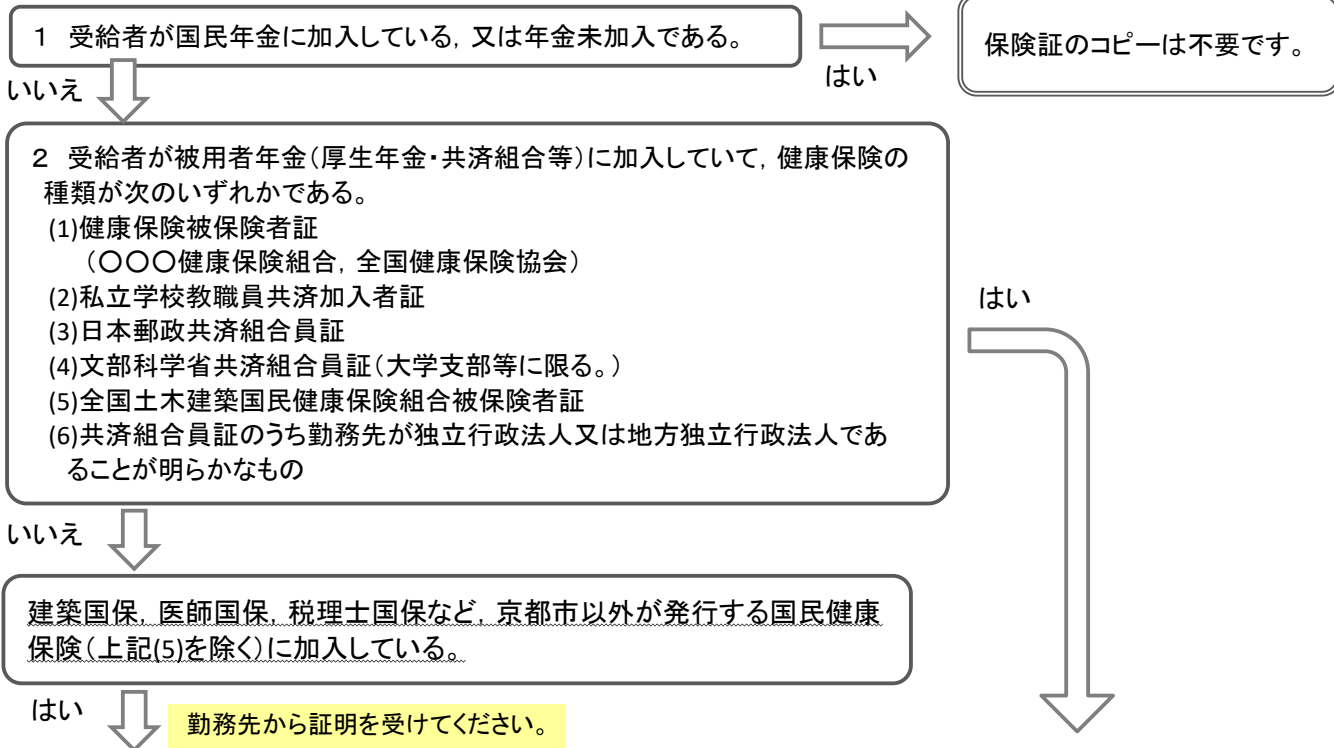 １　受給者が国民年金に加入している，又は年金未加入である。
はい
保険証のコピーは不要です。
いいえ
２　受給者が被用者年金（厚生年金・共済組合等）に加入していて，健康保険の
種類が次のいずれかである。
(1)健康保険被保険者証
（〇〇〇健康保険組合，全国健康保険協会）
(2)私立学校教職員共済加入者証
(3)日本郵政共済組合員証
(4)文部科学省共済組合員証（大学支部等に限る。）
(5)全国土木建築国民健康保険組合被保険者証
(6)共済組合員証のうち勤務先が独立行政法人又は地方独立行政法人であ
ることが明らかなもの
はい
いいえ
建築国保，医師国保，税理士国保など，京都市以外が発行する国民健康
保険（上記(5)を除く）に加入している。
はい
勤務先から証明を受けてください。